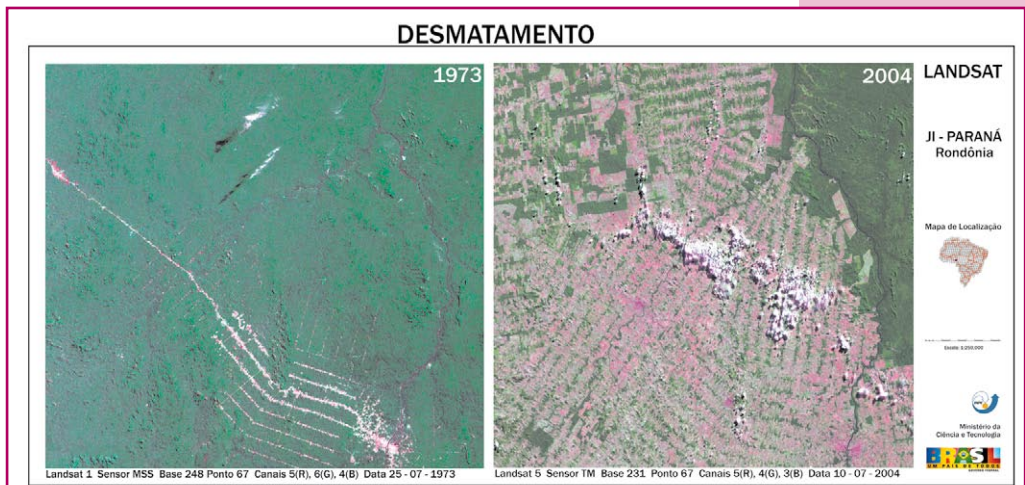 DESMATAMENTO
1973
2004
LANDSAT
JI - PARANÁ
Rondônia
Mapa de Localização
Ministério da
Ciência e Tecnologia
BRASIL
UM PAÍS DE TODOS
GOVERNO FEDERAL
Landsat 1 Sensor MSS Base 248 Ponto 67 Canais 5(R), 6(G), 4(B) Data 25 - 07 - 1973
Landsat 5 Sensor TM Base 231 Ponto 67 Canais 5(R), 4(G), 3(B) Data 10 - 07 - 2004